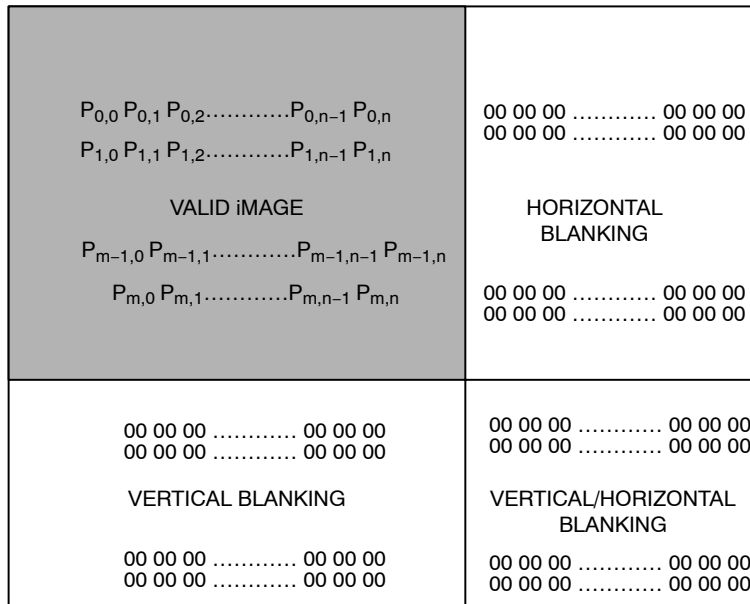 P0,0 P0,1 P0,2............P0,n−1 P0,n
P1,0 P1,1 P1,2............P1,n−1 P1,n
VALID iMAGE
Pm−1,0 Pm−1,1............Pm−1,n−1 Pm−1,n
Pm,0 Pm,1............Pm,n−1 Pm,n
00 00 00 ............ 00 00 00
00 00 00 ............ 00 00 00
HORIZONTAL
BLANKING
00 00 00 ............ 00 00 00
00 00 00 ............ 00 00 00
00 00 00 ............ 00 00 00
00 00 00 ............ 00 00 00
VERTICAL BLANKING
00 00 00 ............ 00 00 00
00 00 00 ............ 00 00 00
00 00 00 ............ 00 00 00
00 00 00 ............ 00 00 00
VERTICAL/HORIZONTAL
BLANKING
00 00 00 ............ 00 00 00
00 00 00 ............ 00 00 00